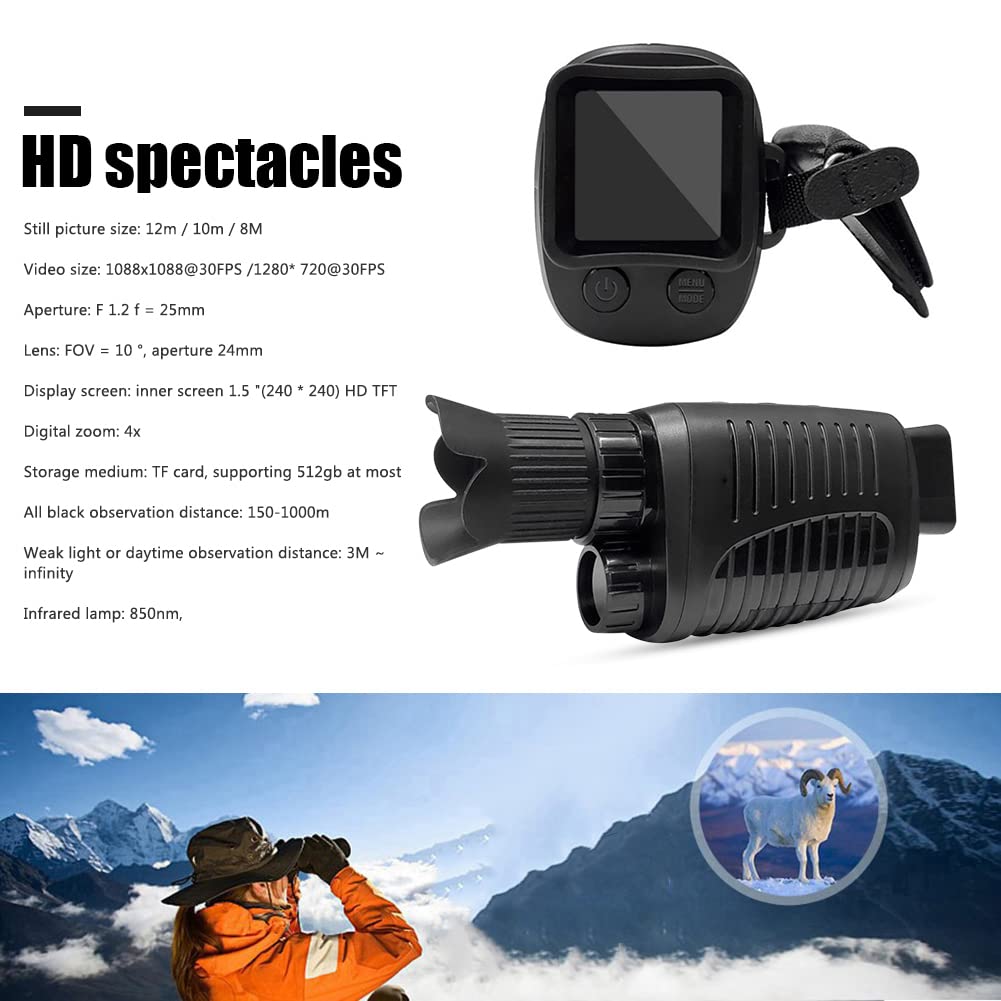 HD spectacles
Still picture size: 12m / 10m / 8M
Video size: 1088x1088@30FPS /1280* 720@30FPS
Aperture: F 1.2 f = 25mm
Lens: FOV = 10 °, aperture 24mm
Display screen: inner screen 1.5 "(240 * 240) HD TFT
Digital zoom: 4x
Storage medium: TF card, supporting 512gb at most
All black observation distance: 150-1000m
Weak light or daytime observation distance: 3M ~
infinity
Infrared lamp: 850nm,
MENU
MODE